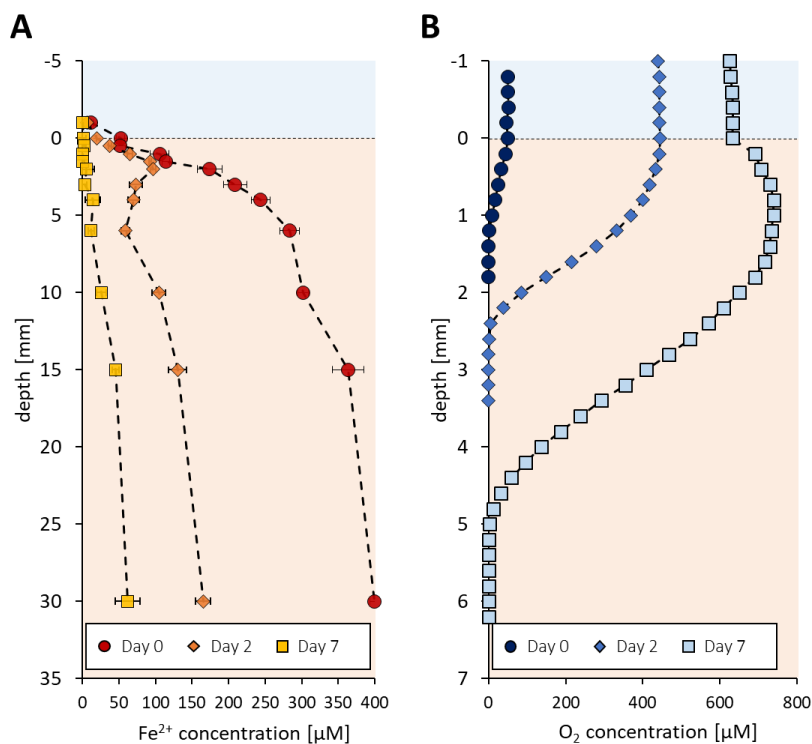 A
B
-5
0
5
10
15
20
25
30
35
depth [mm]
0 50 100 150 200 250 300 350 400
Fe²⁺ concentration [µM]
Day 0 Day 2 Day 7
-1
0
1
2
3
4
5
6
7
depth [mm]
0 200 400 600 800
O₂ concentration [µM]
Day 0 Day 2 Day 7